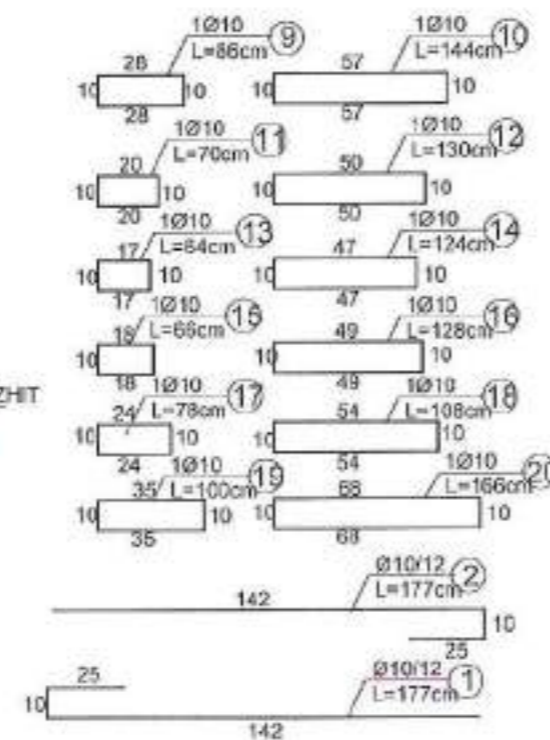 1Ø10 9
28 L=86cm
10 10
28
1Ø10 10
57 L=144cm
10 10
57
1Ø10 11
20 L=70cm
10 10
20
1Ø10 12
50 L=130cm
10 10
50
1Ø10 13
17 L=64cm
10 10
17
1Ø10 14
47 L=124cm
10 10
47
1Ø10 15
18 L=66cm
10
18
1Ø10 16
49 L=128cm
10 10
49
ZHIT
1Ø10 17
24 L=78cm
10 10
24
1Ø10 18
54 L=108cm
10 10
54
1Ø10 19
35 L=100cm
10 10
35
1Ø10 20
68 L=166cm
10 10
68
Ø10/12 2
142 L=177cm
10
25
25 Ø10/12 1
10 L=177cm
142